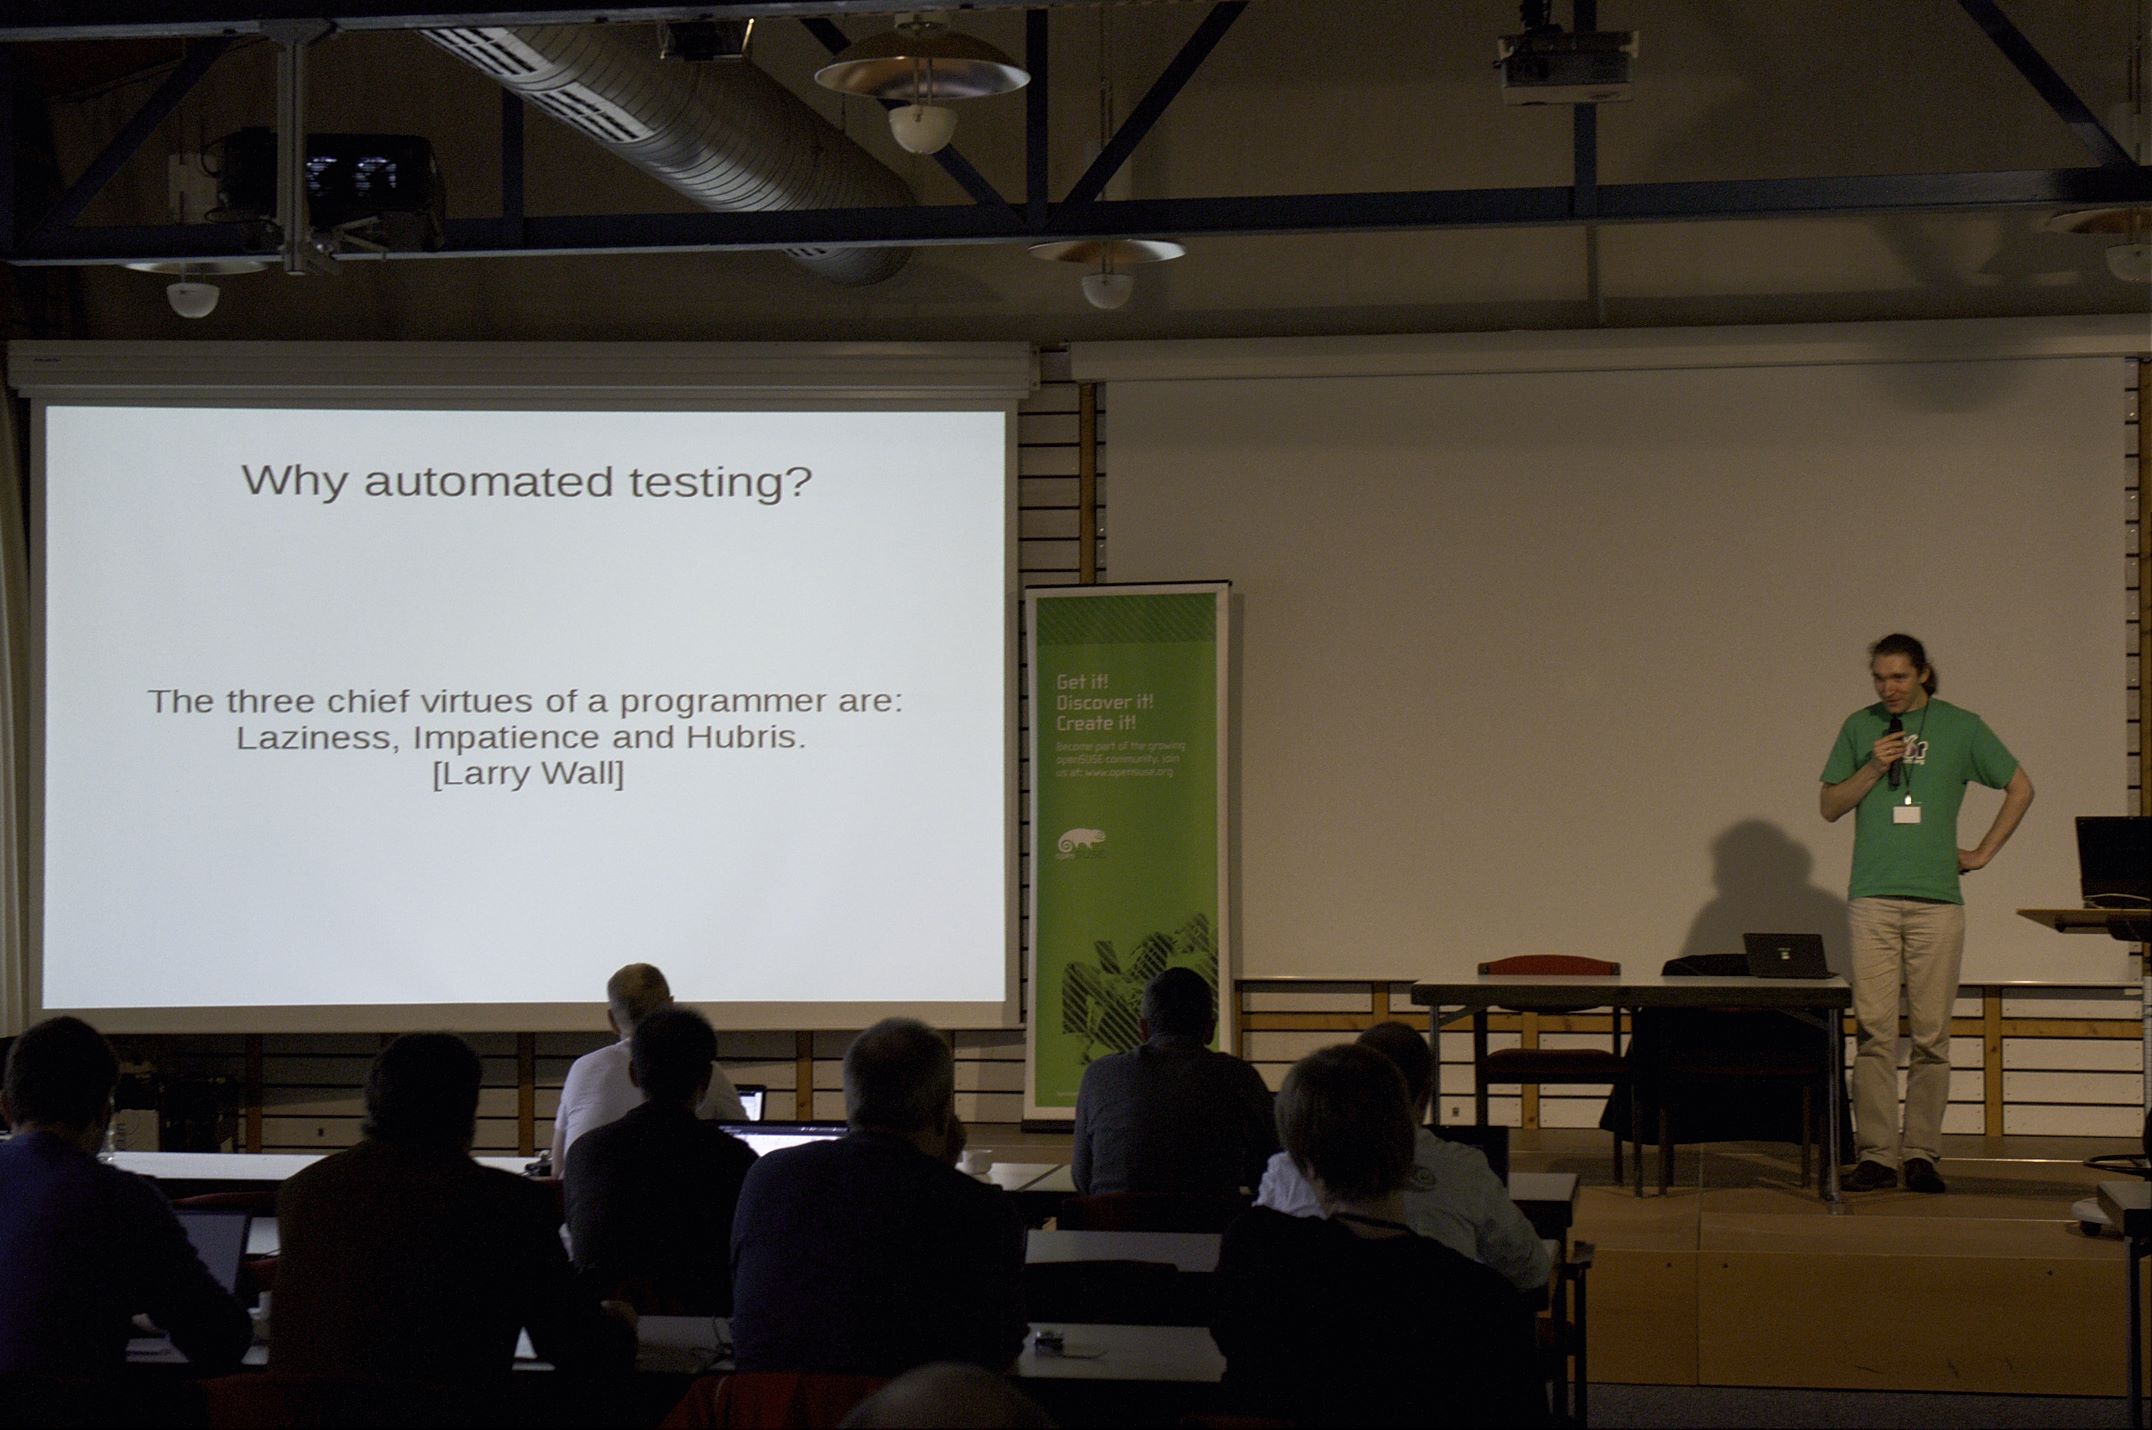 Why automated testing?
The three chief virtues of a programmer are:
Laziness, Impatience and Hubris.
[Larry Wall]
Get it!
Discover it!
Create it!
Become part of the growing
openSUSE community, join
us at: www.opensuse.org
openSUSE